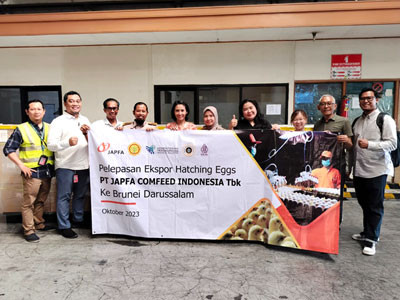 JAPFA
Pelepasan Ekspor Hatching Eggs
PT JAPFA COMFEED INDONESIA Tbk
Ke Brunei Darussalam
Oktober 2023